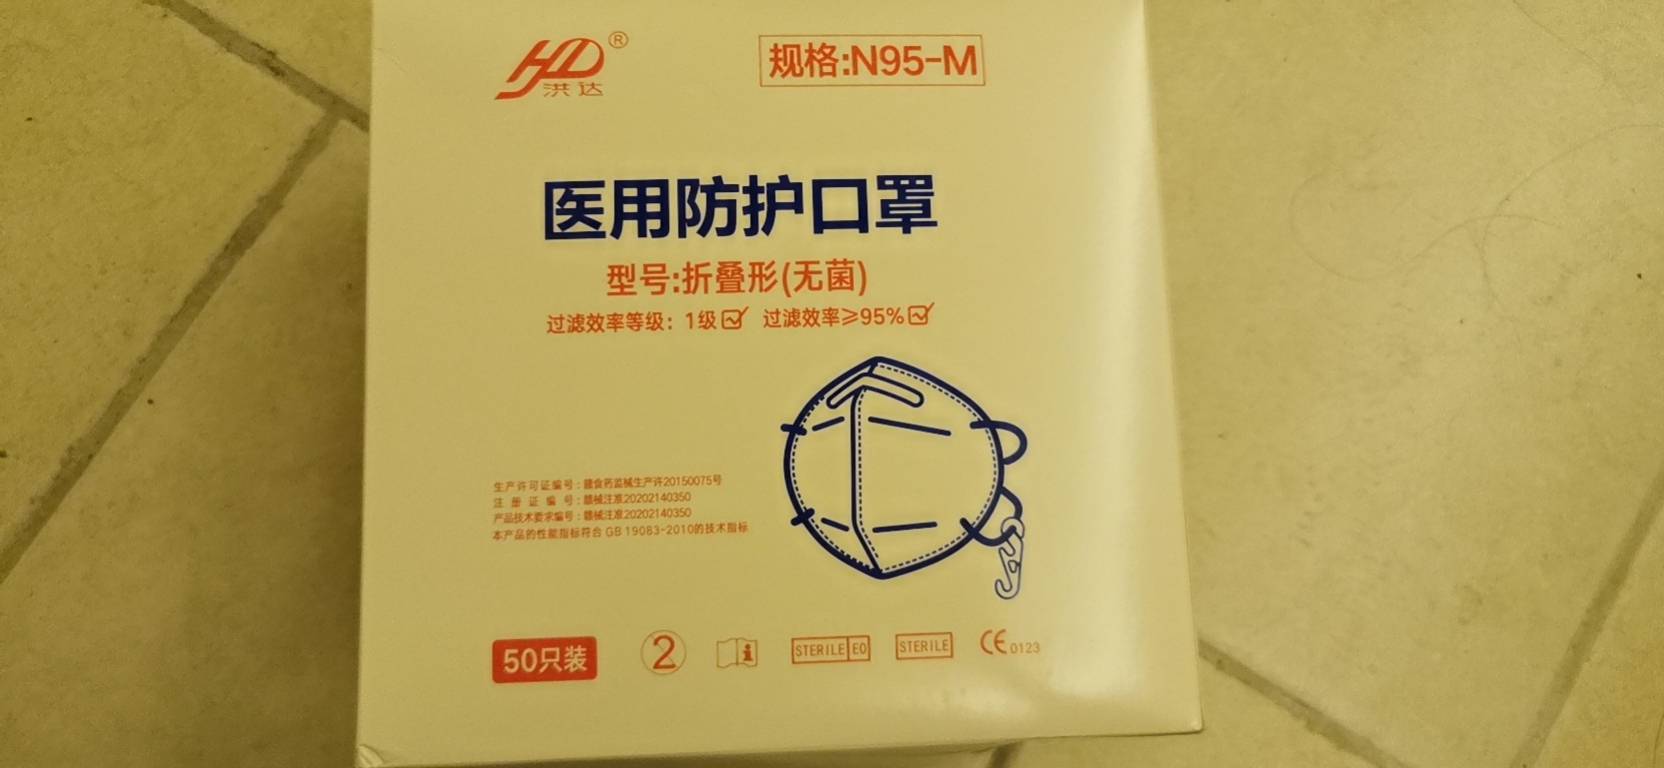 HD®
洪达
规格:N95-M
医用防护口罩
型号:折叠形(无菌)
过滤效率等级：1级 过滤效率≥95%
生产许可证编号：赣食药监械生产许20150075号
注册证编号：赣械注准20202140350
产品技术要求编号：赣械注准20202140350
本产品的性能指标符合 GB 19083-2010的技术指标
50只装
2
i
STERILE EO
STERILE
CE 0123